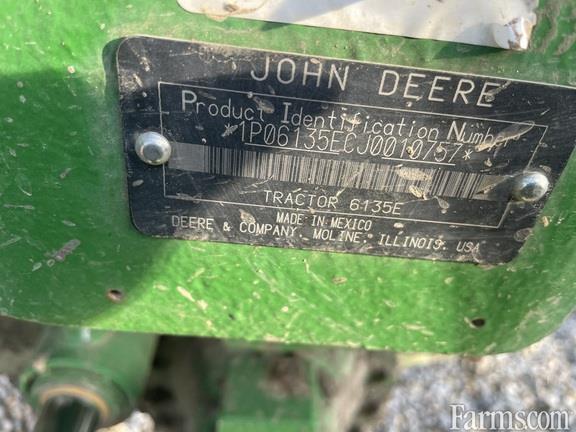 JOHN DEERE
Product Identification Number
*1P06135ECJ0010757*
TRACTOR 6135E
MADE IN MEXICO
DEERE & COMPANY MOLINE, ILLINOIS, USA
Farms.com